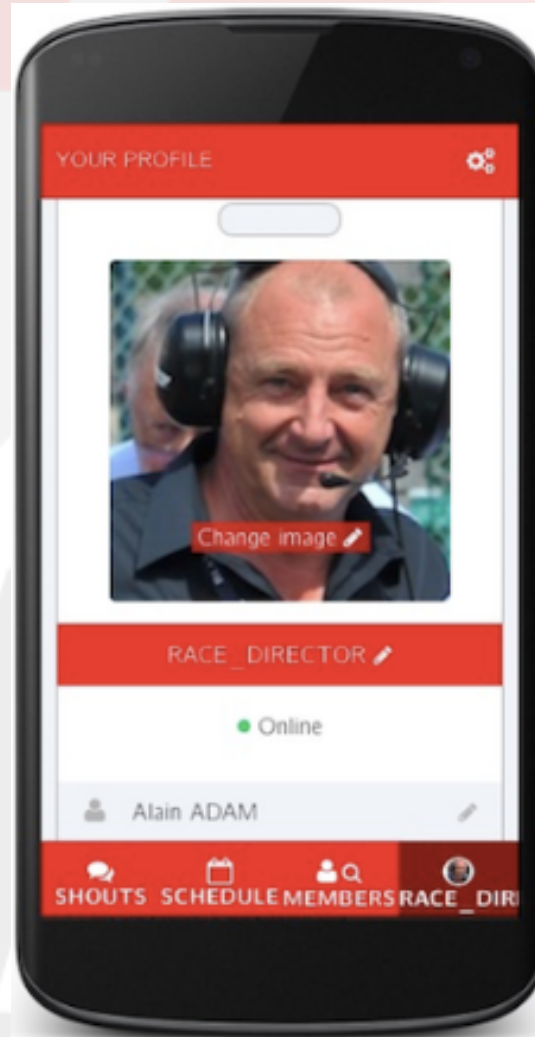 YOUR PROFILE
Change image
RACE_DIRECTOR
Online
Alain ADAM
SHOUTS SCHEDULE MEMBERS RACE_DIR